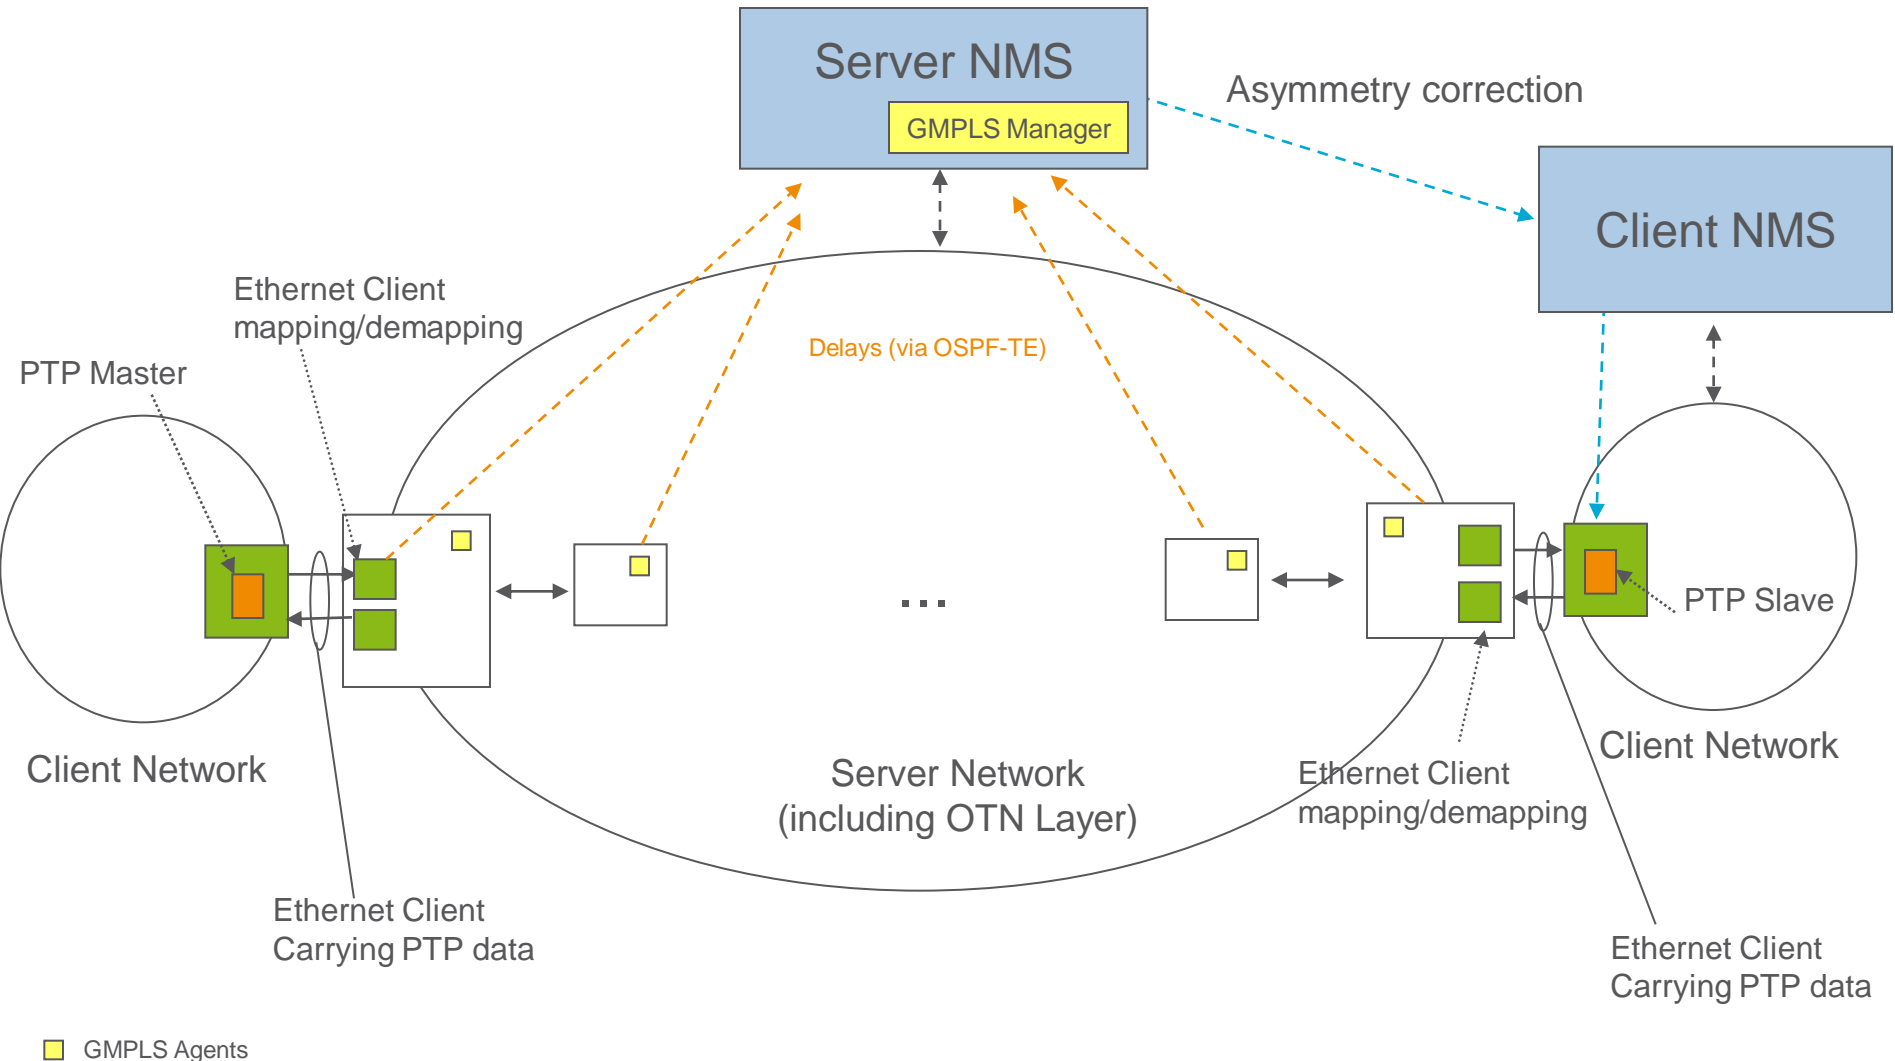 Server NMS
GMPLS Manager
Asymmetry correction
Client NMS
Ethernet Client
mapping/demapping
Delays (via OSPF-TE)
PTP Master
...
PTP Slave
Client Network
Client Network
Server Network
(including OTN Layer)
Ethernet Client
mapping/demapping
Ethernet Client
Carrying PTP data
Ethernet Client
Carrying PTP data
GMPLS Agents